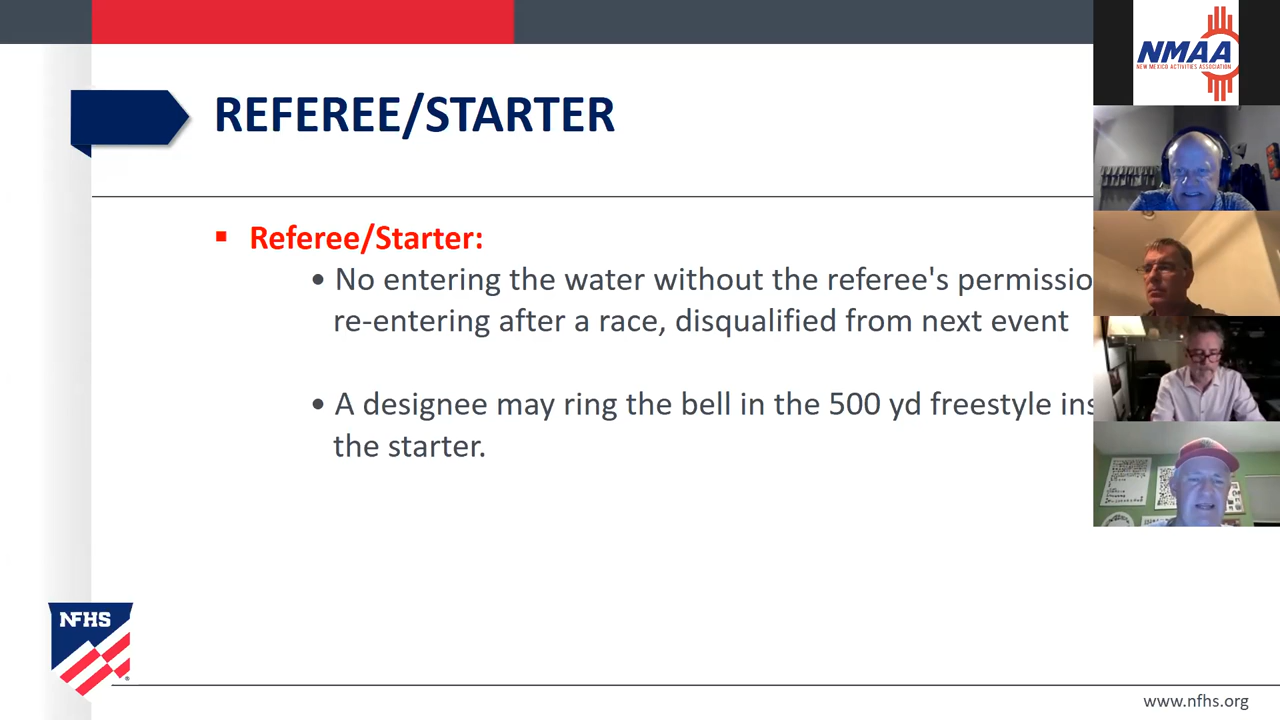 NMAA
NEW MEXICO ACTIVITIES ASSOCIATION
REFEREE/STARTER
Referee/Starter:
• No entering the water without the referee's permissio
re-entering after a race, disqualified from next event
• A designee may ring the bell in the 500 yd freestyle ins
the starter.
NFHS
www.nfhs.org